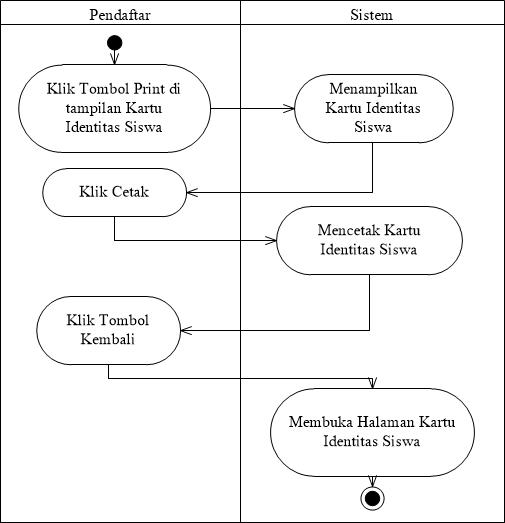 Pendaftar
Sistem
Klik Tombol Print di
tampilan Kartu
Identitas Siswa
Menampilkan
Kartu Identitas
Siswa
Klik Cetak
Mencetak Kartu
Identitas Siswa
Klik Tombol
Kembali
Membuka Halaman Kartu
Identitas Siswa